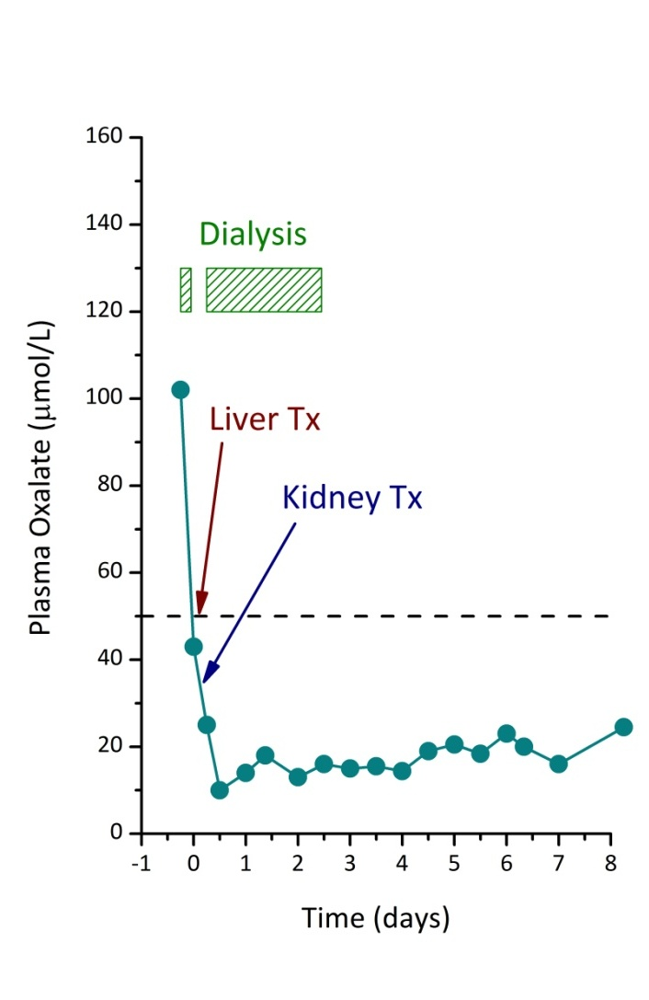 160
140
Dialysis
120
100
Liver Tx
80
Kidney Tx
60
40
20
0
-1 0 1 2 3 4 5 6 7 8
Time (days)
Plasma Oxalate (μmol/L)